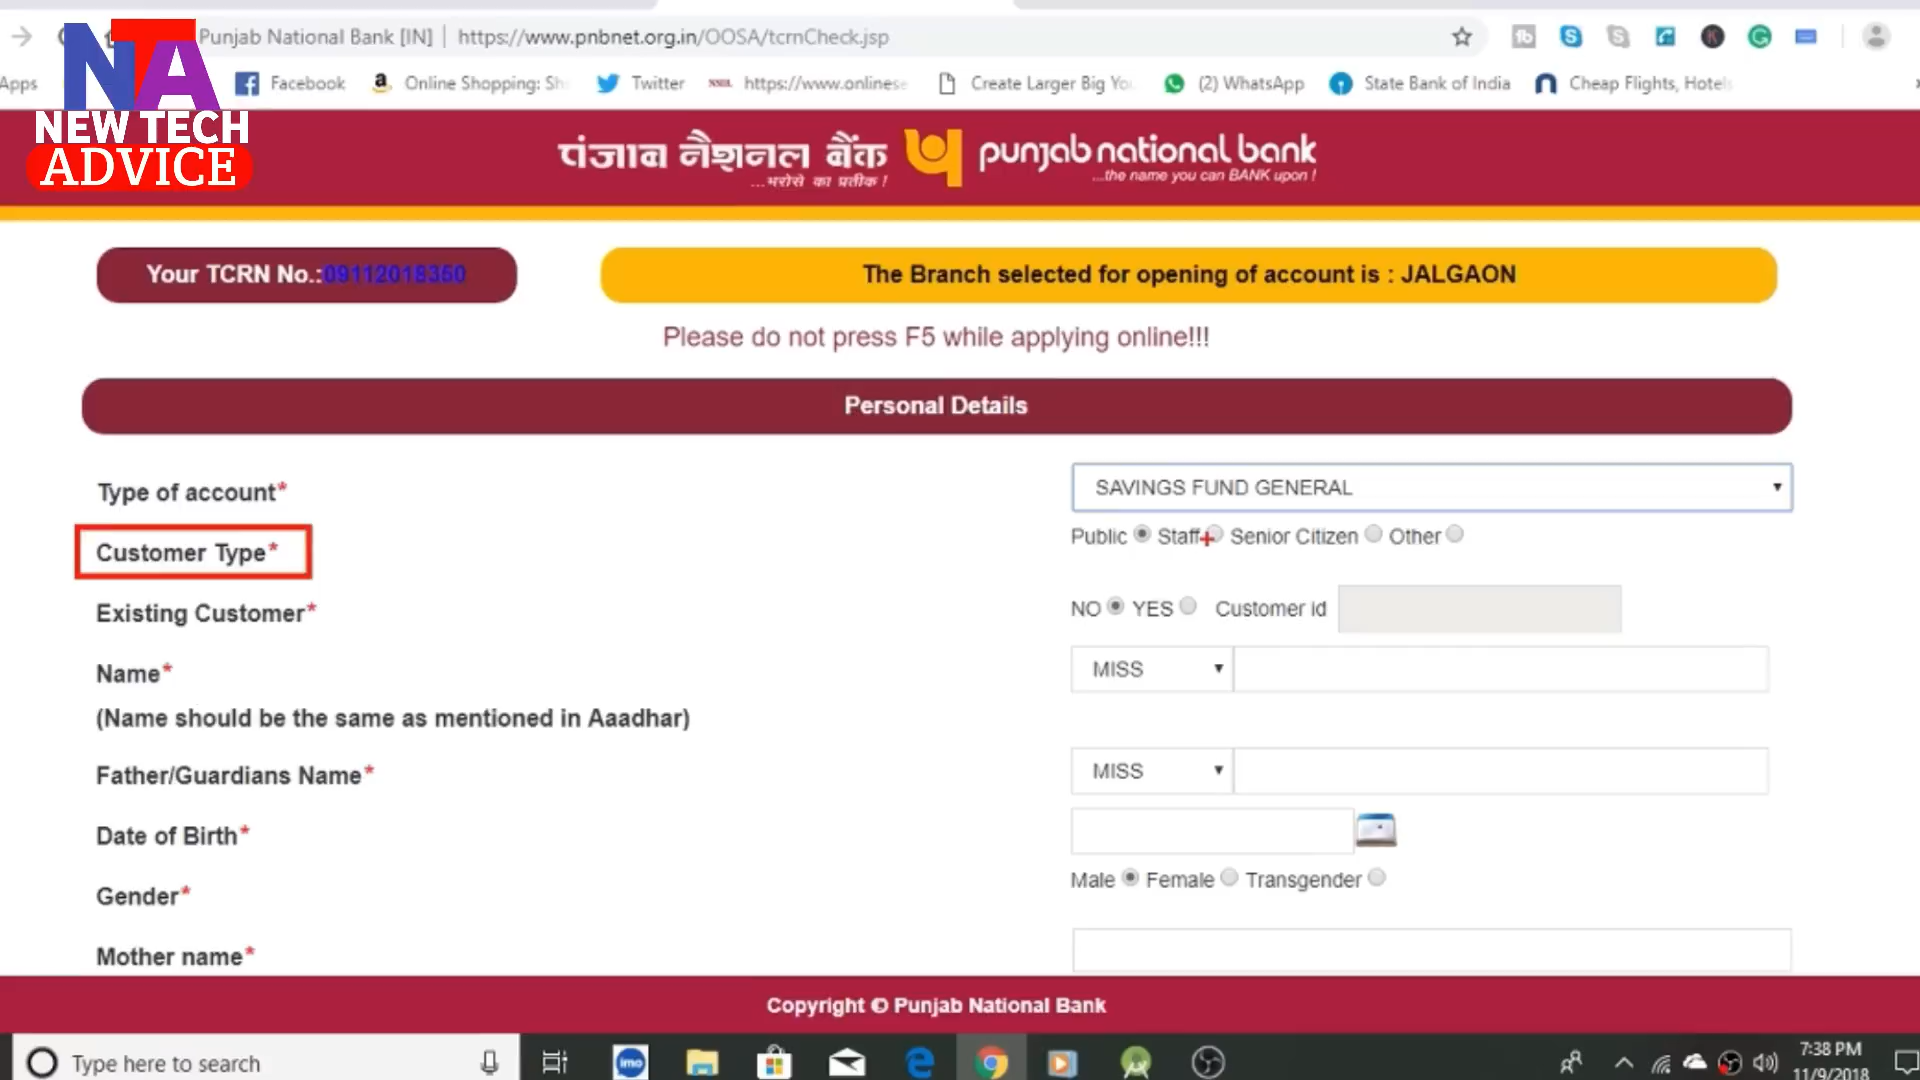 Punjab National Bank [IN] | https://www.pnbnet.org.in/OOSA/tcrnCheck.jsp
Apps Facebook Online Shopping: Sh Twitter https://www.onlinese Create Larger Big Yo (2) WhatsApp State Bank of India Cheap Flights, Hotels
NTA
NEW TECH
ADVICE
पंजाब नैशनल बैंक punjab national bank
...भरोसे का प्रतीक ! ...the name you can BANK upon !
Your TCRN No.:09112018350 The Branch selected for opening of account is : JALGAON
Please do not press F5 while applying online!!!
Personal Details
Type of account* SAVINGS FUND GENERAL
Customer Type* Public Staff Senior Citizen Other
Existing Customer* NO YES Customer id
Name* MISS
(Name should be the same as mentioned in Aaadhar)
Father/Guardians Name* MISS
Date of Birth*
Gender* Male Female Transgender
Mother name*
Copyright © Punjab National Bank
Type here to search imo 7:38 PM
11/9/2018